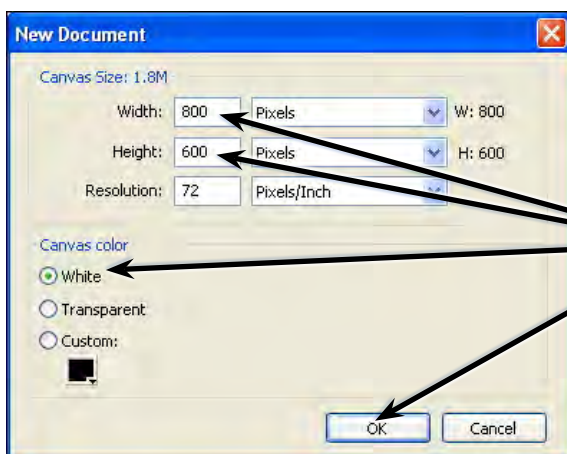 New Document
Canvas Size: 1.8M
Width: 800 Pixels W: 800
Height: 600 Pixels H: 600
Resolution: 72 Pixels/Inch
Canvas color
White
Transparent
Custom:
OK Cancel